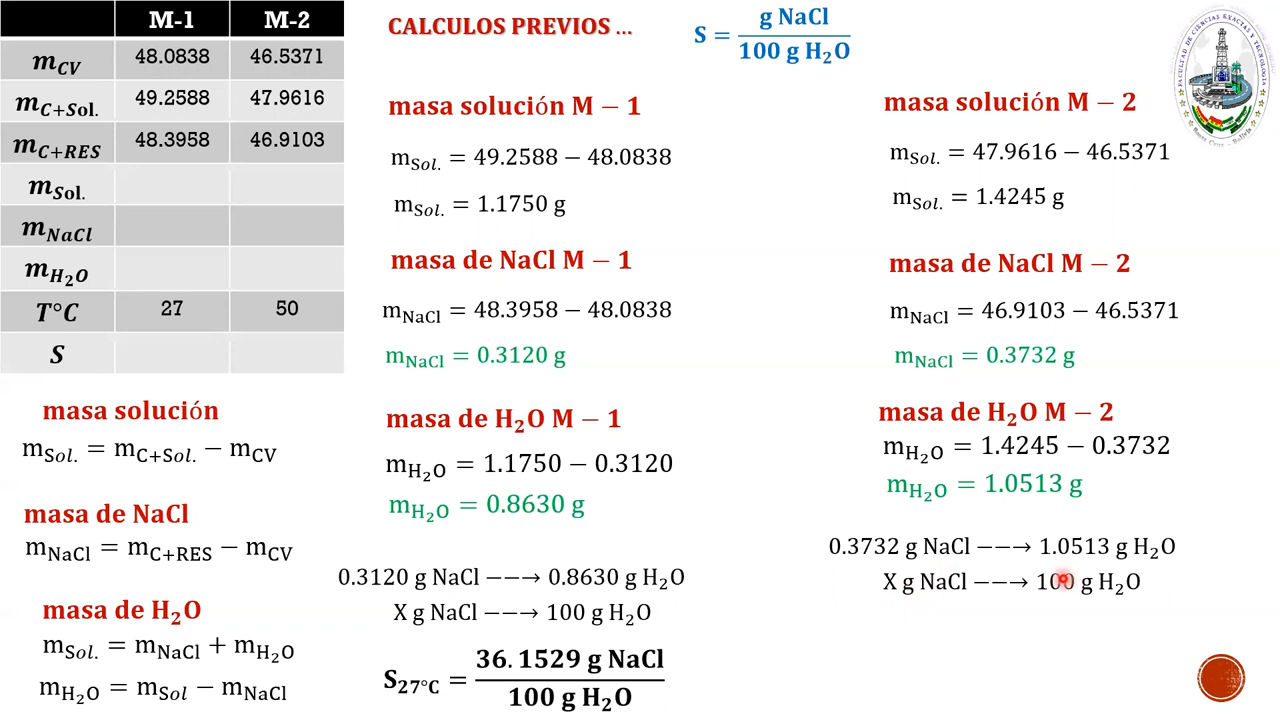 M-1 M-2
m_CV 48.0838 46.5371
m_C+Sol. 49.2588 47.9616
m_C+RES 48.3958 46.9103
m_Sol.
m_NaCl
m_H₂O
T°C 27 50
S
masa solución
m_Sol. = m_C+Sol. − m_CV
masa de NaCl
m_NaCl = m_C+RES − m_CV
masa de H₂O
m_Sol. = m_NaCl + m_H₂O
m_H₂O = m_Sol − m_NaCl
CALCULOS PREVIOS ...
S = g NaCl / 100 g H₂O
masa solución M − 1
m_Sol. = 49.2588 − 48.0838
m_Sol. = 1.1750 g
masa de NaCl M − 1
m_NaCl = 48.3958 − 48.0838
m_NaCl = 0.3120 g
masa de H₂O M − 1
m_H₂O = 1.1750 − 0.3120
m_H₂O = 0.8630 g
0.3120 g NaCl −−→ 0.8630 g H₂O
X g NaCl −−→ 100 g H₂O
S₂₇°C = 36.1529 g NaCl / 100 g H₂O
masa solución M − 2
m_Sol. = 47.9616 − 46.5371
m_Sol. = 1.4245 g
masa de NaCl M − 2
m_NaCl = 46.9103 − 46.5371
m_NaCl = 0.3732 g
masa de H₂O M − 2
m_H₂O = 1.4245 − 0.3732
m_H₂O = 1.0513 g
0.3732 g NaCl −−→ 1.0513 g H₂O
X g NaCl −−→ 100 g H₂O
FACULTAD DE CIENCIAS EXACTAS Y TECNOLOGIA